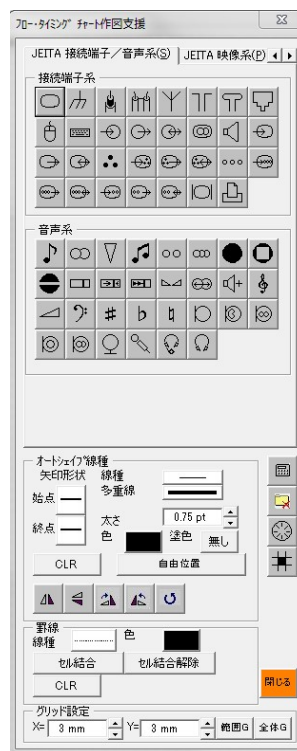 フロー・タイミング チャート作図支援
JEITA 接続端子／音声系(S)
JEITA 映像系(P)
接続端子系
音声系
オートシェイプ線種
矢印形状
線種
多重線
始点
終点
太さ
0.75 pt
色
塗色
無し
CLR
自由位置
罫線
線種
色
セル結合
セル結合解除
CLR
閉じる
グリッド設定
X= 3 mm
Y= 3 mm
範囲G
全体G